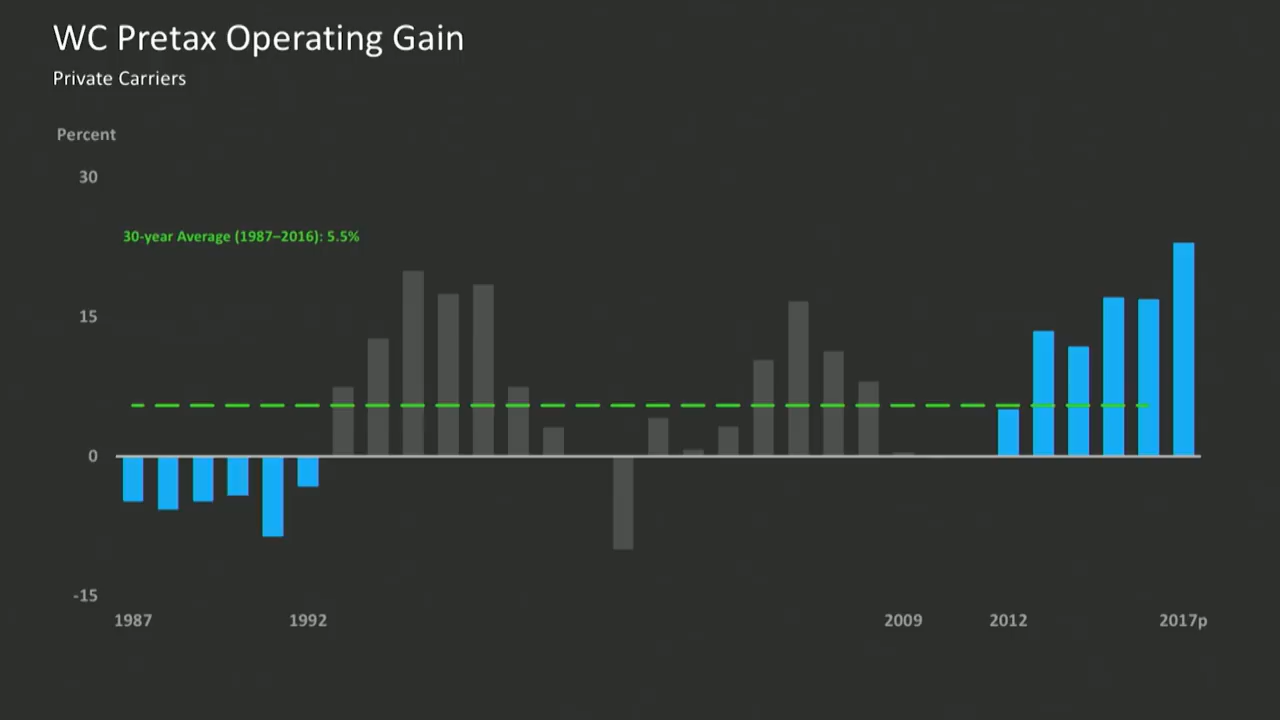 WC Pretax Operating Gain
Private Carriers
Percent
30
30-year Average (1987–2016): 5.5%
15
0
-15
1987 1992 2009 2012 2017p